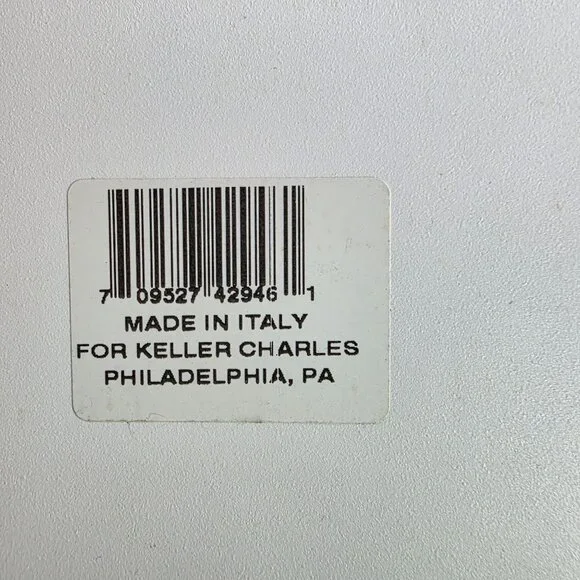 7 09527 42946 1
MADE IN ITALY
FOR KELLER CHARLES
PHILADELPHIA, PA